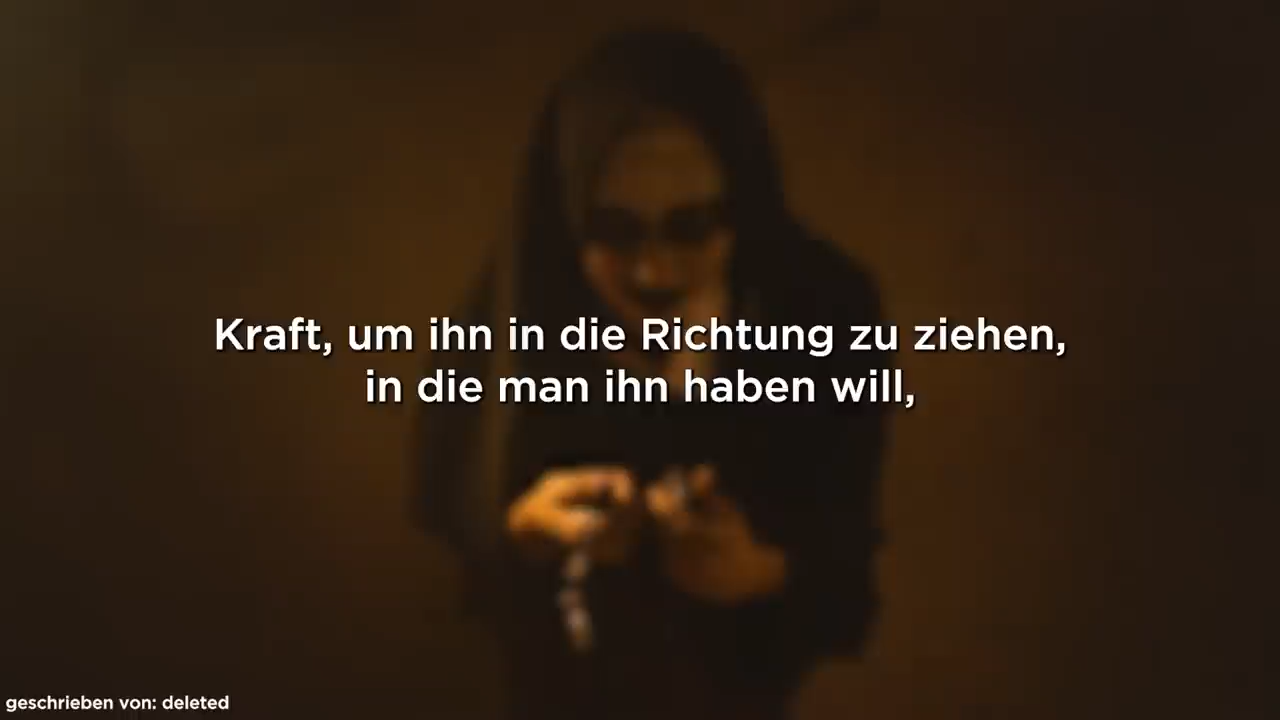 Kraft, um ihn in die Richtung zu ziehen,
in die man ihn haben will,
geschrieben von: deleted